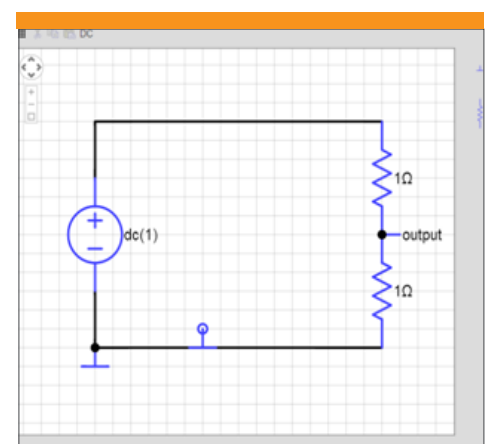 DC
1Ω
dc(1)
output
1Ω